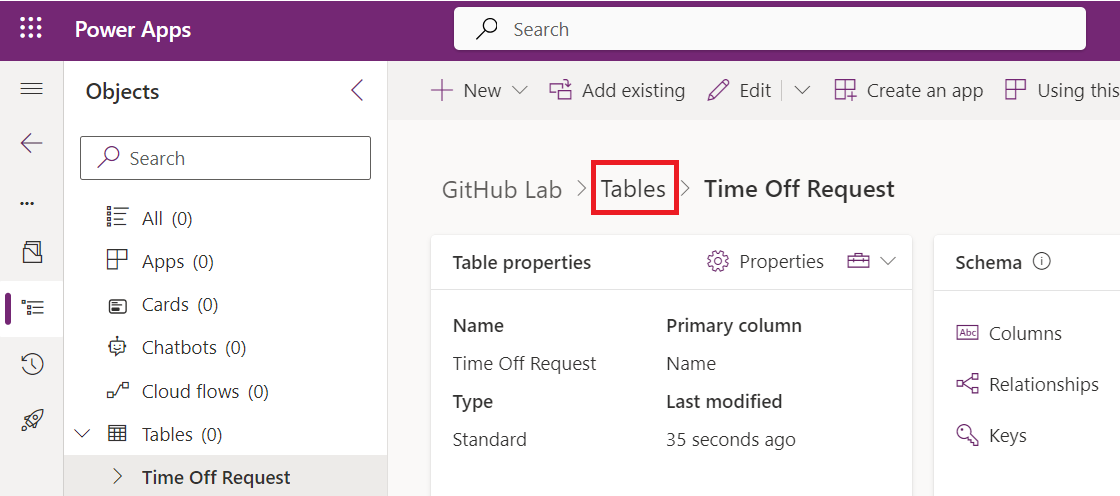 Power Apps
Search
Objects
New
Add existing
Edit
Create an app
Using this
Search
GitHub Lab > Tables > Time Off Request
...
All (0)
Apps (0)
Cards (0)
Chatbots (0)
Cloud flows (0)
Tables (0)
Time Off Request
Table properties
Properties
Name
Primary column
Time Off Request
Name
Type
Last modified
Standard
35 seconds ago
Schema
Abc Columns
Relationships
Keys